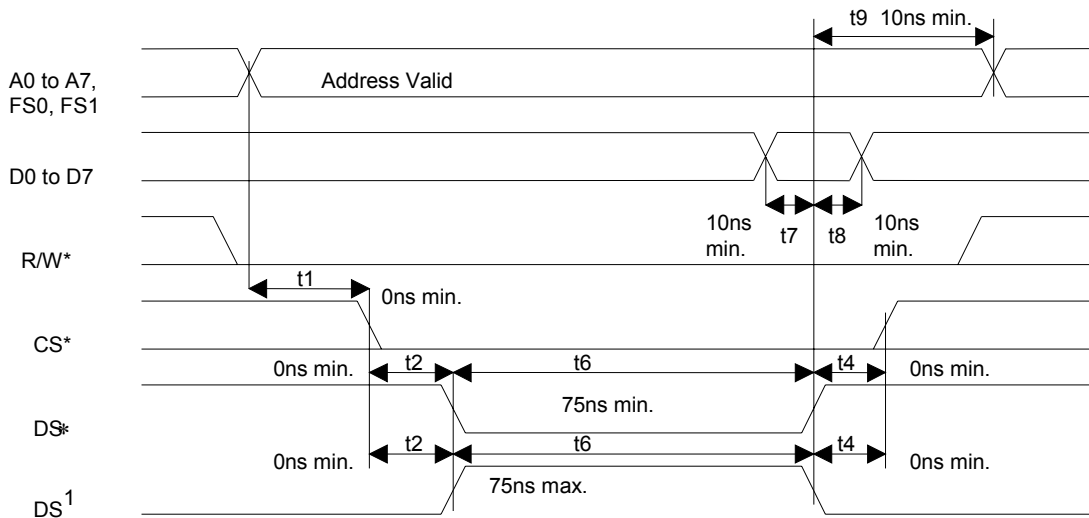 t9 10ns min.
A0 to A7,
FS0, FS1
Address Valid
D0 to D7
10ns
min.
t7
t8
10ns
min.
R/W*
t1
0ns min.
CS*
0ns min.
t2
t6
t4
0ns min.
75ns min.
DS*
0ns min.
t2
t6
t4
0ns min.
75ns max.
DS1